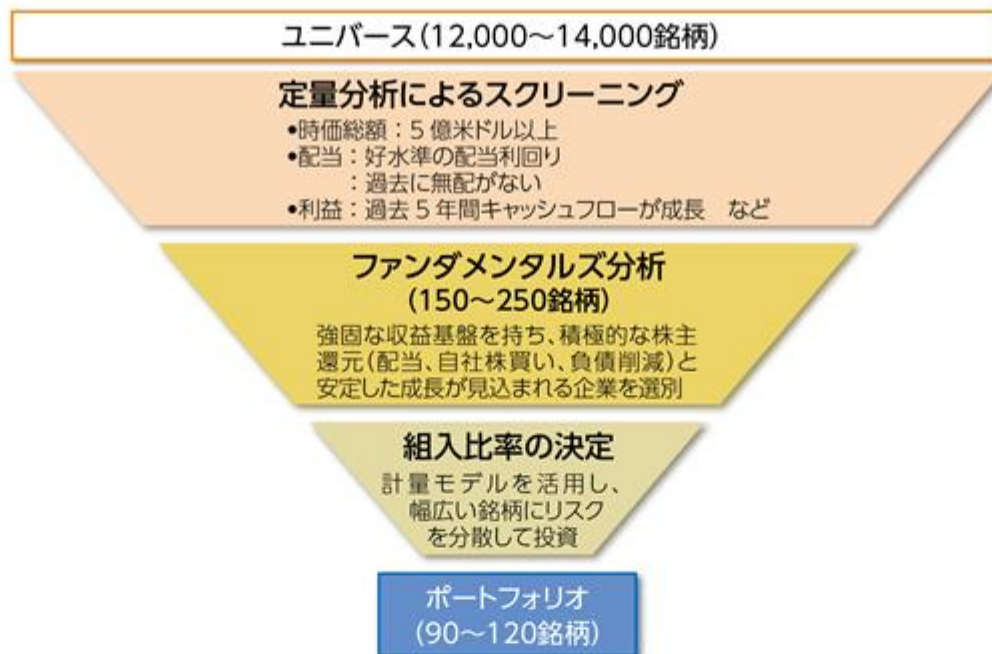 ユニバース(12,000～14,000銘柄)
定量分析によるスクリーニング
•時価総額：5億米ドル以上
•配当：好水準の配当利回り
：過去に無配がない
•利益：過去5年間キャッシュフローが成長　など
ファンダメンタルズ分析
(150～250銘柄)
強固な収益基盤を持ち、積極的な株主
還元(配当、自社株買い、負債削減)と
安定した成長が見込まれる企業を選別
組入比率の決定
計量モデルを活用し、
幅広い銘柄にリスク
を分散して投資
ポートフォリオ
(90～120銘柄)